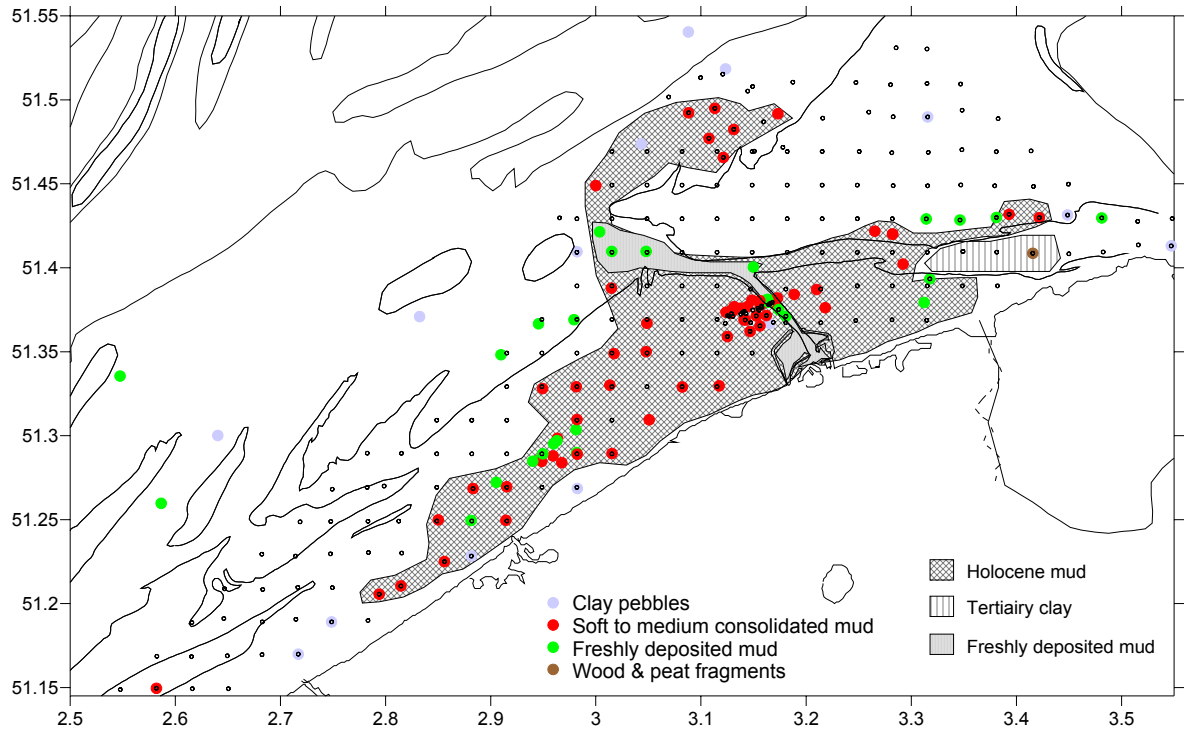 51.55
51.5
51.45
51.4
51.35
51.3
51.25
51.2
51.15
2.5 2.6 2.7 2.8 2.9 3 3.1 3.2 3.3 3.4 3.5
Clay pebbles
Soft to medium consolidated mud
Freshly deposited mud
Wood & peat fragments
Holocene mud
Tertiairy clay
Freshly deposited mud